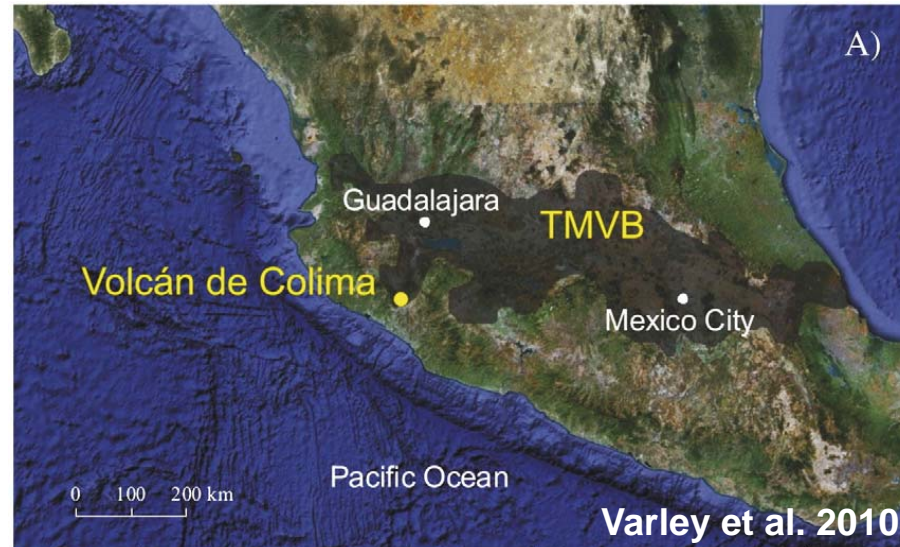 A)
Guadalajara
TMVB
Volcán de Colima
Mexico City
Pacific Ocean
0 100 200 km
Varley et al. 2010